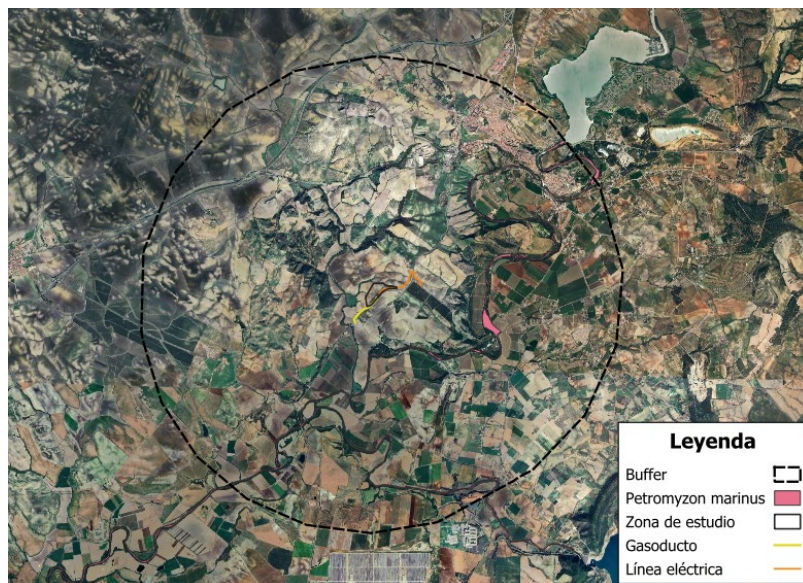 Leyenda
Buffer
Petromyzon marinus
Zona de estudio
Gasoducto
Línea eléctrica